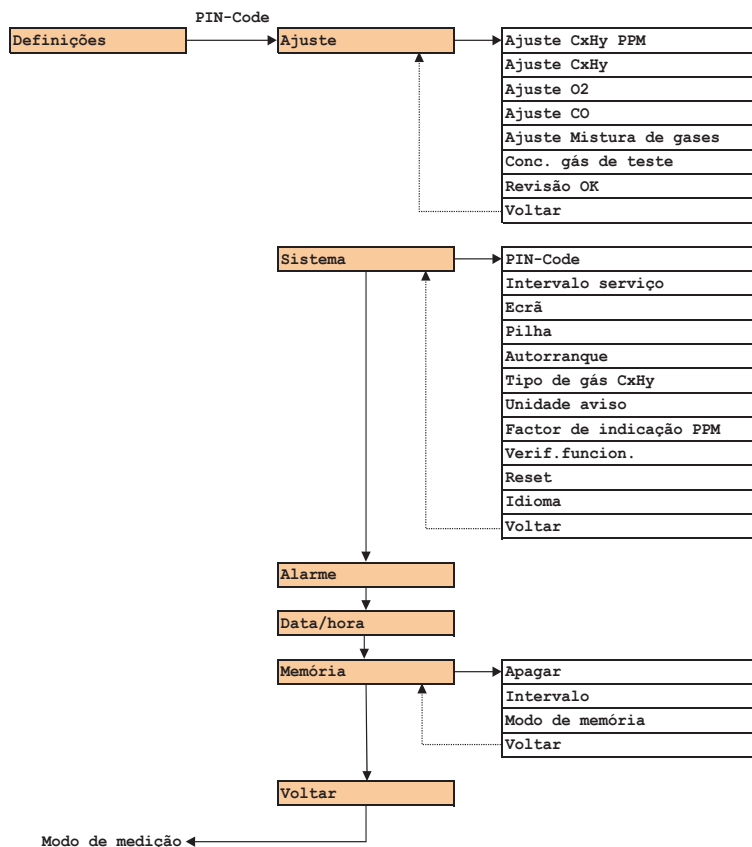 PIN-Code
Definições
Ajuste
Ajuste CxHy PPM
Ajuste CxHy
Ajuste O2
Ajuste CO
Ajuste Mistura de gases
Conc. gás de teste
Revisão OK
Voltar
Sistema
PIN-Code
Intervalo serviço
Ecrã
Pilha
Autorranque
Tipo de gás CxHy
Unidade aviso
Factor de indicação PPM
Verif.funcion.
Reset
Idioma
Voltar
Alarme
Data/hora
Memória
Apagar
Intervalo
Modo de memória
Voltar
Voltar
Modo de medição